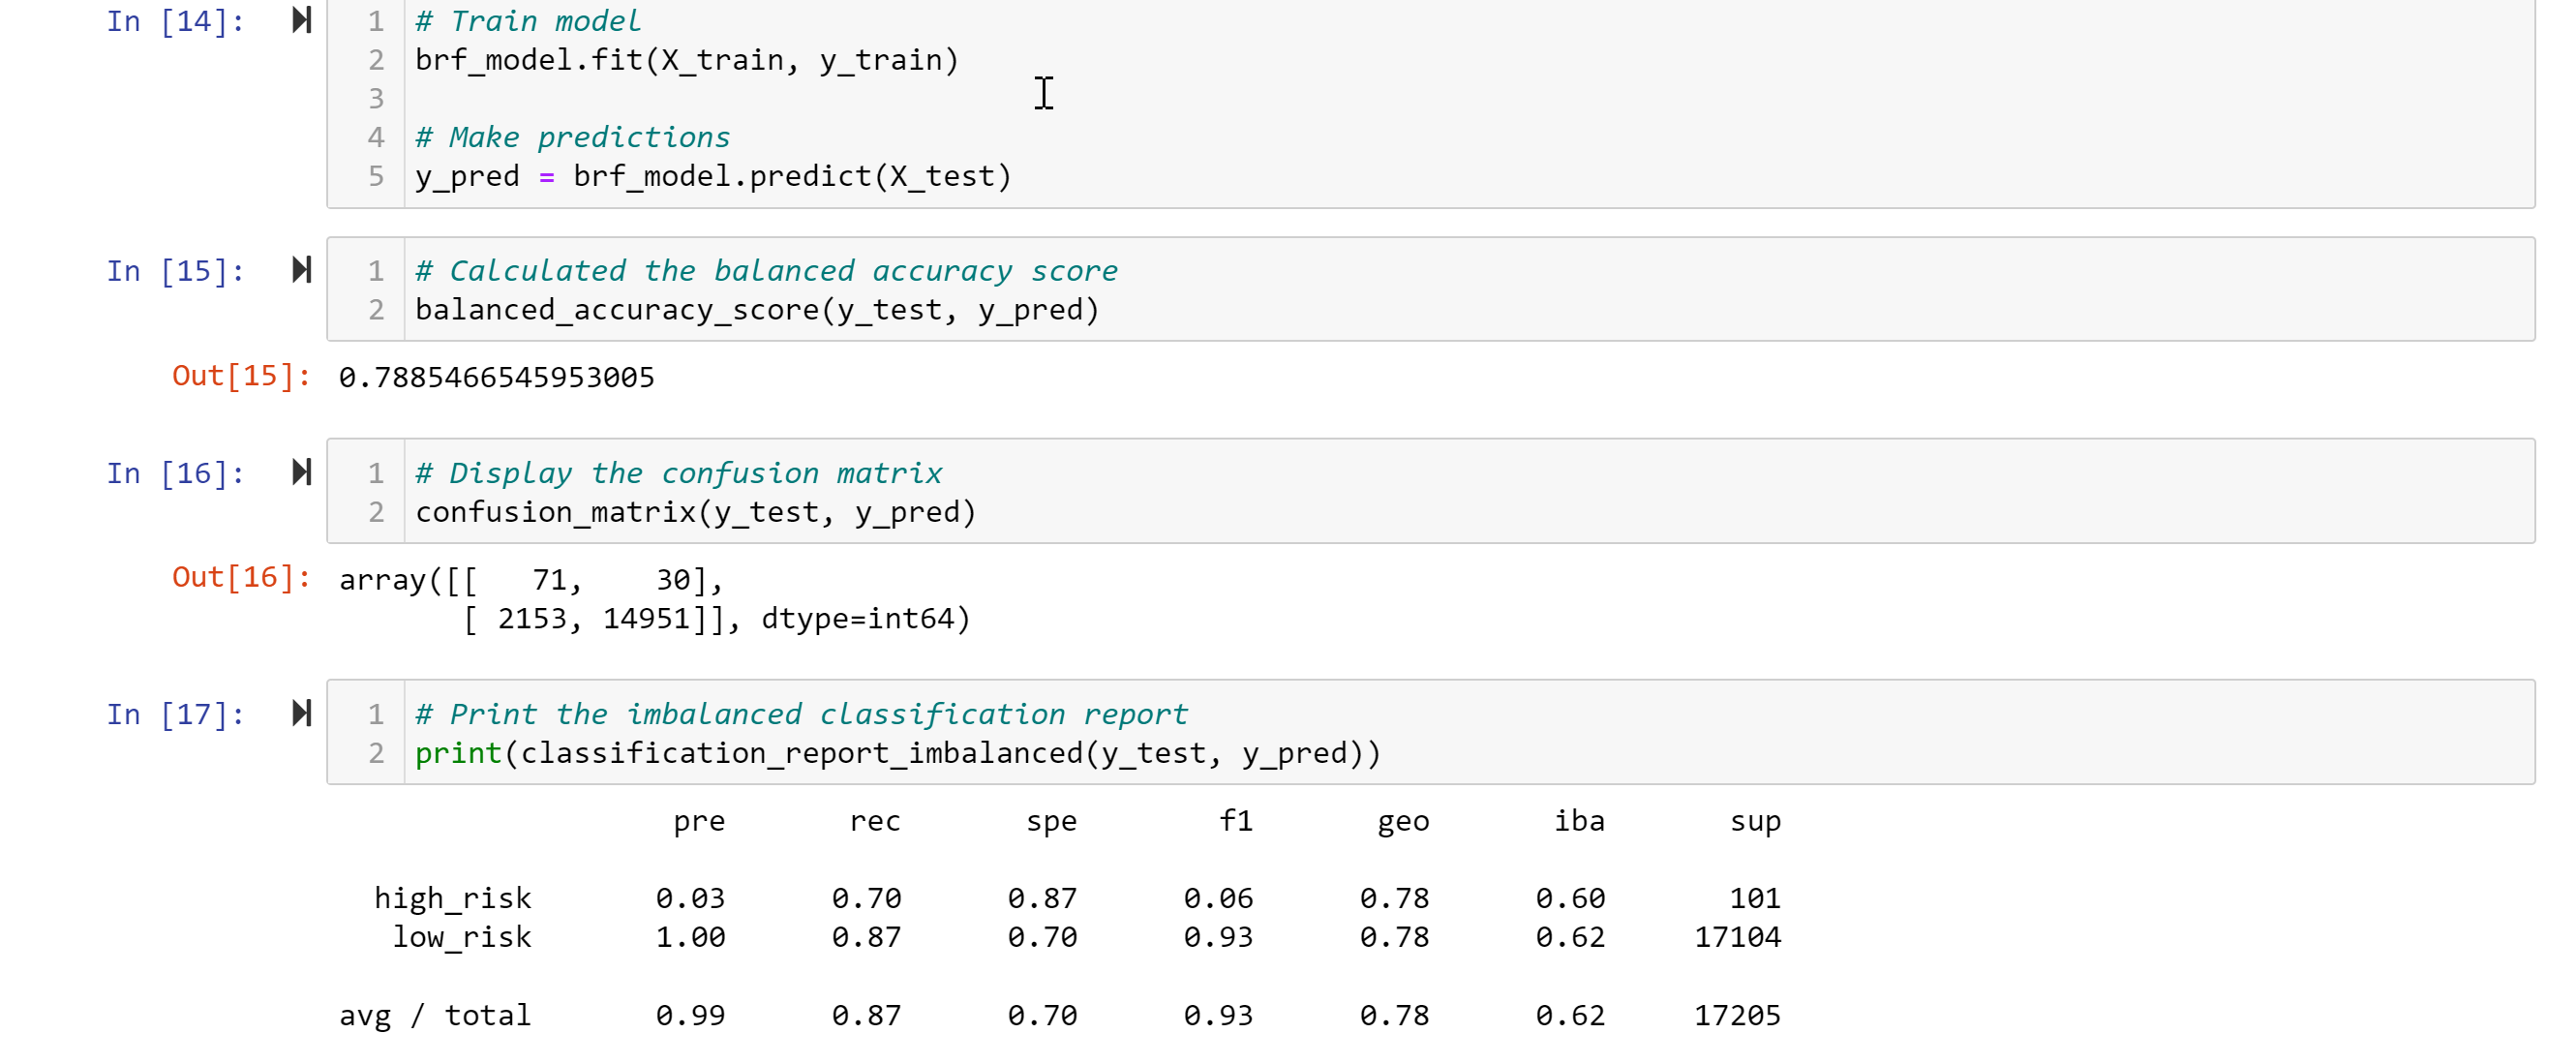 In [14]:
1 # Train model
2 brf_model.fit(X_train, y_train)
3
4 # Make predictions
5 y_pred = brf_model.predict(X_test)
In [15]:
1 # Calculated the balanced accuracy score
2 balanced_accuracy_score(y_test, y_pred)
Out[15]: 0.7885466545953005
In [16]:
1 # Display the confusion matrix
2 confusion_matrix(y_test, y_pred)
Out[16]: array([[   71,    30],
       [ 2153, 14951]], dtype=int64)
In [17]:
1 # Print the imbalanced classification report
2 print(classification_report_imbalanced(y_test, y_pred))
pre rec spe f1 geo iba sup
high_risk 0.03 0.70 0.87 0.06 0.78 0.60 101
low_risk 1.00 0.87 0.70 0.93 0.78 0.62 17104
avg / total 0.99 0.87 0.70 0.93 0.78 0.62 17205